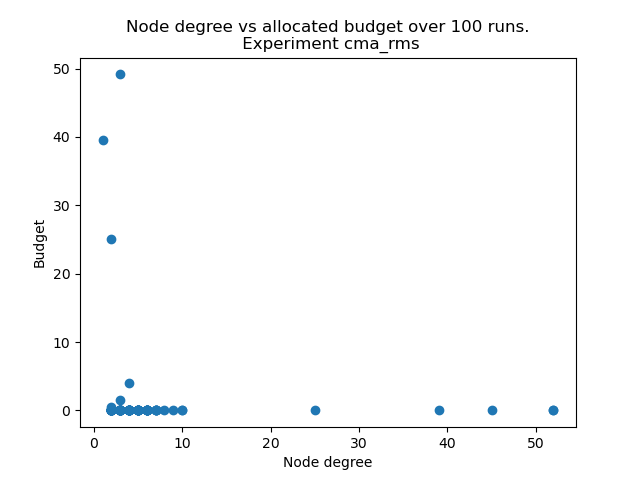 Node degree vs allocated budget over 100 runs.
Experiment cma_rms
50
40
30
20
10
0
Budget
0 10 20 30 40 50
Node degree